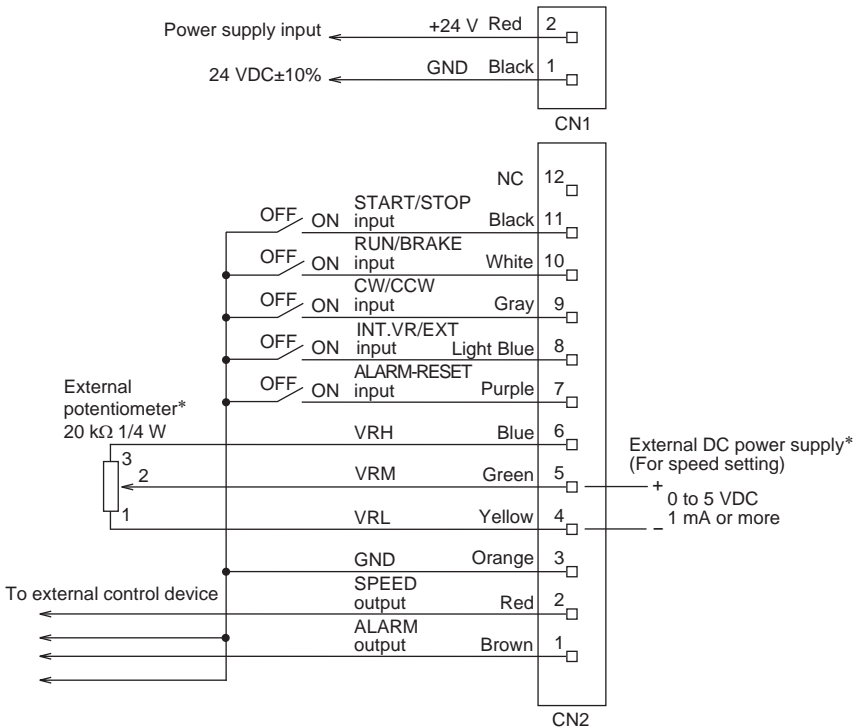 Power supply input
+24 V Red 2
24 VDC±10%
GND Black 1
CN1
NC 12
START/STOP
OFF ON input Black 11
RUN/BRAKE
OFF ON input White 10
CW/CCW
OFF ON input Gray 9
INT.VR/EXT
OFF ON input Light Blue 8
ALARM-RESET
OFF ON input Purple 7
External
potentiometer*
20 kΩ 1/4 W
VRH Blue 6
3
2
VRM Green 5
1
VRL Yellow 4
External DC power supply*
(For speed setting)
+
0 to 5 VDC
1 mA or more
−
GND Orange 3
To external control device
SPEED
output Red 2
ALARM
output Brown 1
CN2